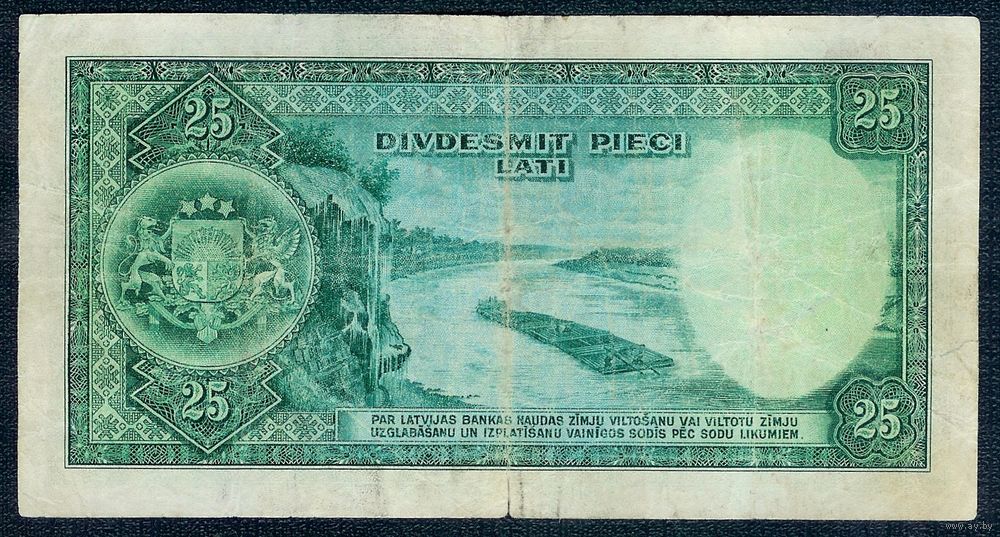 25
25
DIVDESMIT PIECI
LATI
25
25
PAR LATVIJAS BANKAS NAUDAS ZĪMJU VILTOŠANU VAI VILTOTU ZĪMJU
UZGLABĀŠANU UN IZPLATĪŠANU VAINĪGOS SODĪS PĒC SODU LIKUMIEM.
www.ay.by